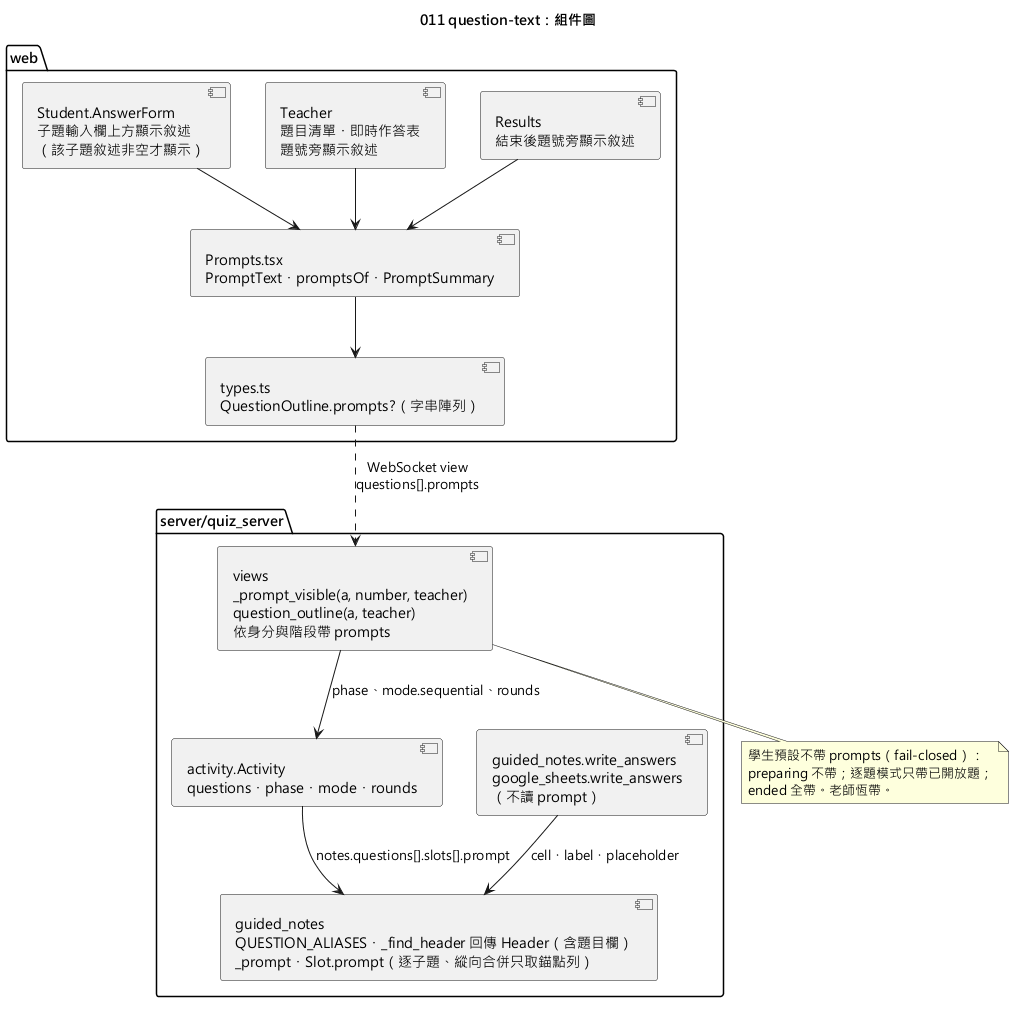 011 question-text：組件圖
web
Student.AnswerForm
子題輸入欄上方顯示敘述
（該子題敘述非空才顯示）
Teacher
題目清單．即時作答表
題號旁顯示敘述
Results
結束後題號旁顯示敘述
Prompts.tsx
PromptText．promptsOf．PromptSummary
types.ts
QuestionOutline.prompts?（字串陣列）
WebSocket view
questions[].prompts
server/quiz_server
views
_prompt_visible(a, number, teacher)
question_outline(a, teacher)
依身分與階段帶 prompts
phase、mode.sequential、rounds
activity.Activity
questions．phase．mode．rounds
guided_notes.write_answers
google_sheets.write_answers
（不讀 prompt）
學生預設不帶 prompts（fail-closed）：
preparing 不帶；逐題模式只帶已開放題；
ended 全帶。老師恆帶。
notes.questions[].slots[].prompt
cell．label．placeholder
guided_notes
QUESTION_ALIASES．_find_header 回傳 Header（含題目欄）
_prompt．Slot.prompt（逐子題、縱向合併只取錨點列）